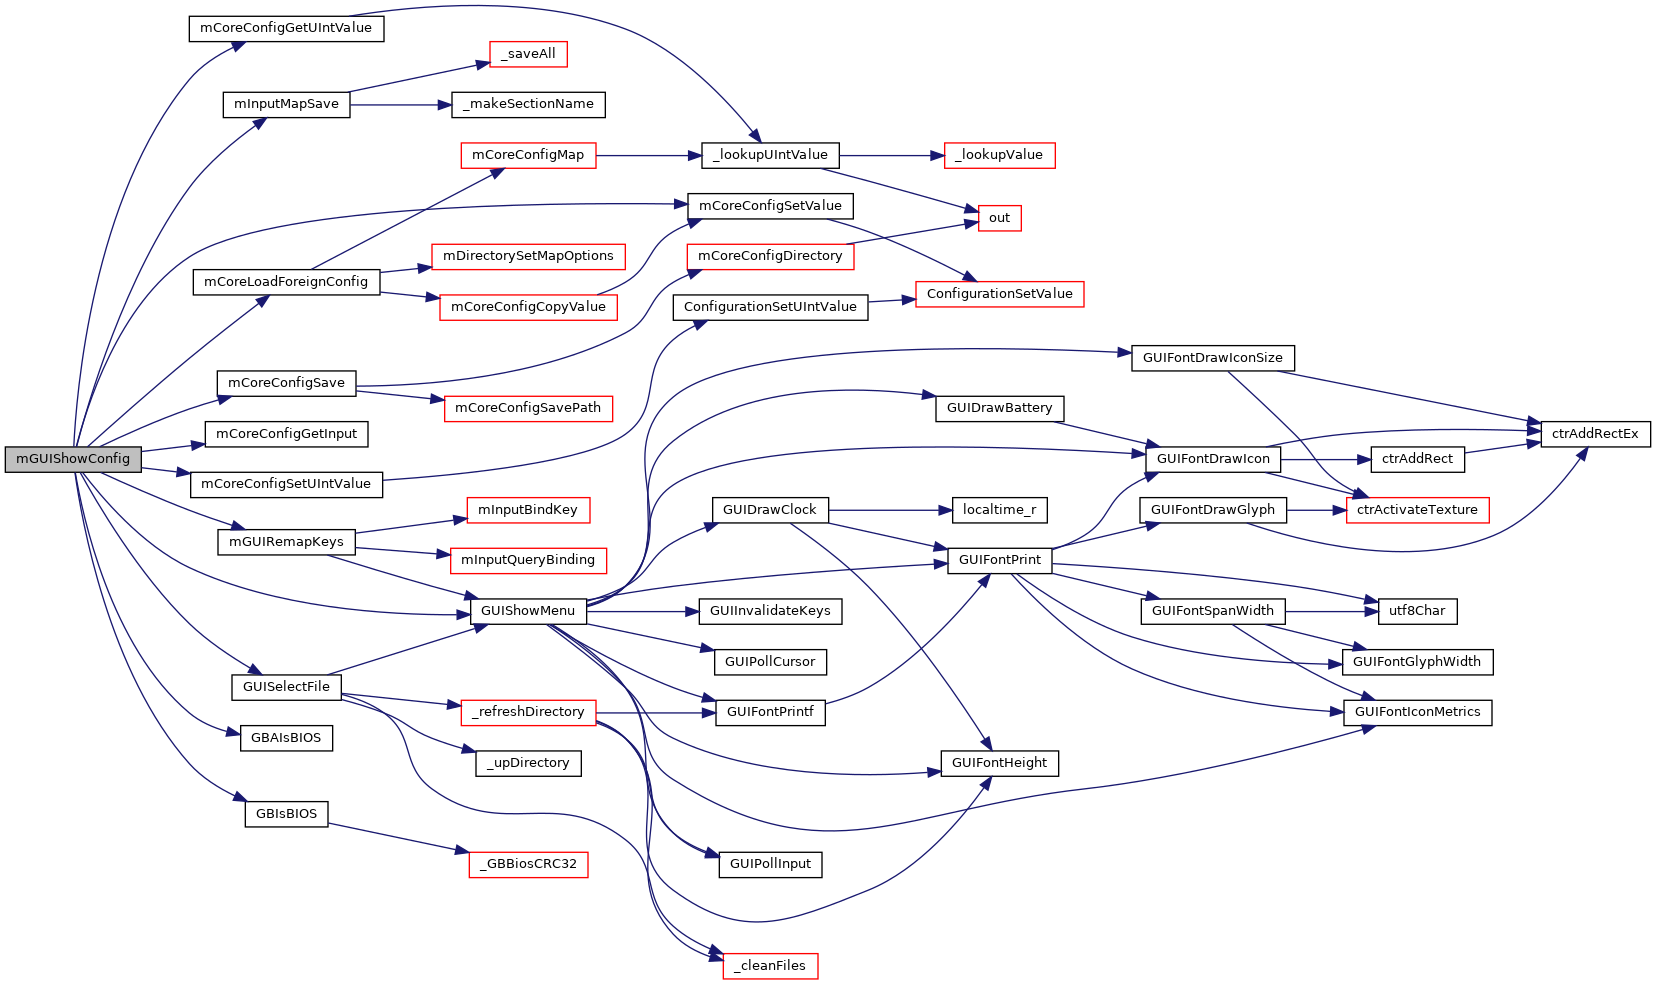 mCoreConfigGetUIntValue
_saveAll
mInputMapSave
_makeSectionName
mCoreConfigMap
_lookupUIntValue
_lookupValue
mCoreConfigSetValue
out
mDirectorySetMapOptions
mCoreConfigDirectory
mCoreLoadForeignConfig
ConfigurationSetValue
mCoreConfigCopyValue
ConfigurationSetUIntValue
GUIFontDrawIconSize
mCoreConfigSave
mCoreConfigSavePath
GUIDrawBattery
mCoreConfigGetInput
ctrAddRectEx
mGUIShowConfig
GUIFontDrawIcon
ctrAddRect
mCoreConfigSetUIntValue
mInputBindKey
GUIDrawClock
localtime_r
GUIFontDrawGlyph
ctrActivateTexture
mGUIRemapKeys
mInputQueryBinding
GUIFontPrint
GUIShowMenu
GUIInvalidateKeys
GUIFontSpanWidth
utf8Char
GUIPollCursor
GUIFontGlyphWidth
GUISelectFile
_refreshDirectory
GUIFontPrintf
GUIFontIconMetrics
GBAIsBIOS
_upDirectory
GUIFontHeight
GBIsBIOS
_GBBiosCRC32
GUIPollInput
_cleanFiles